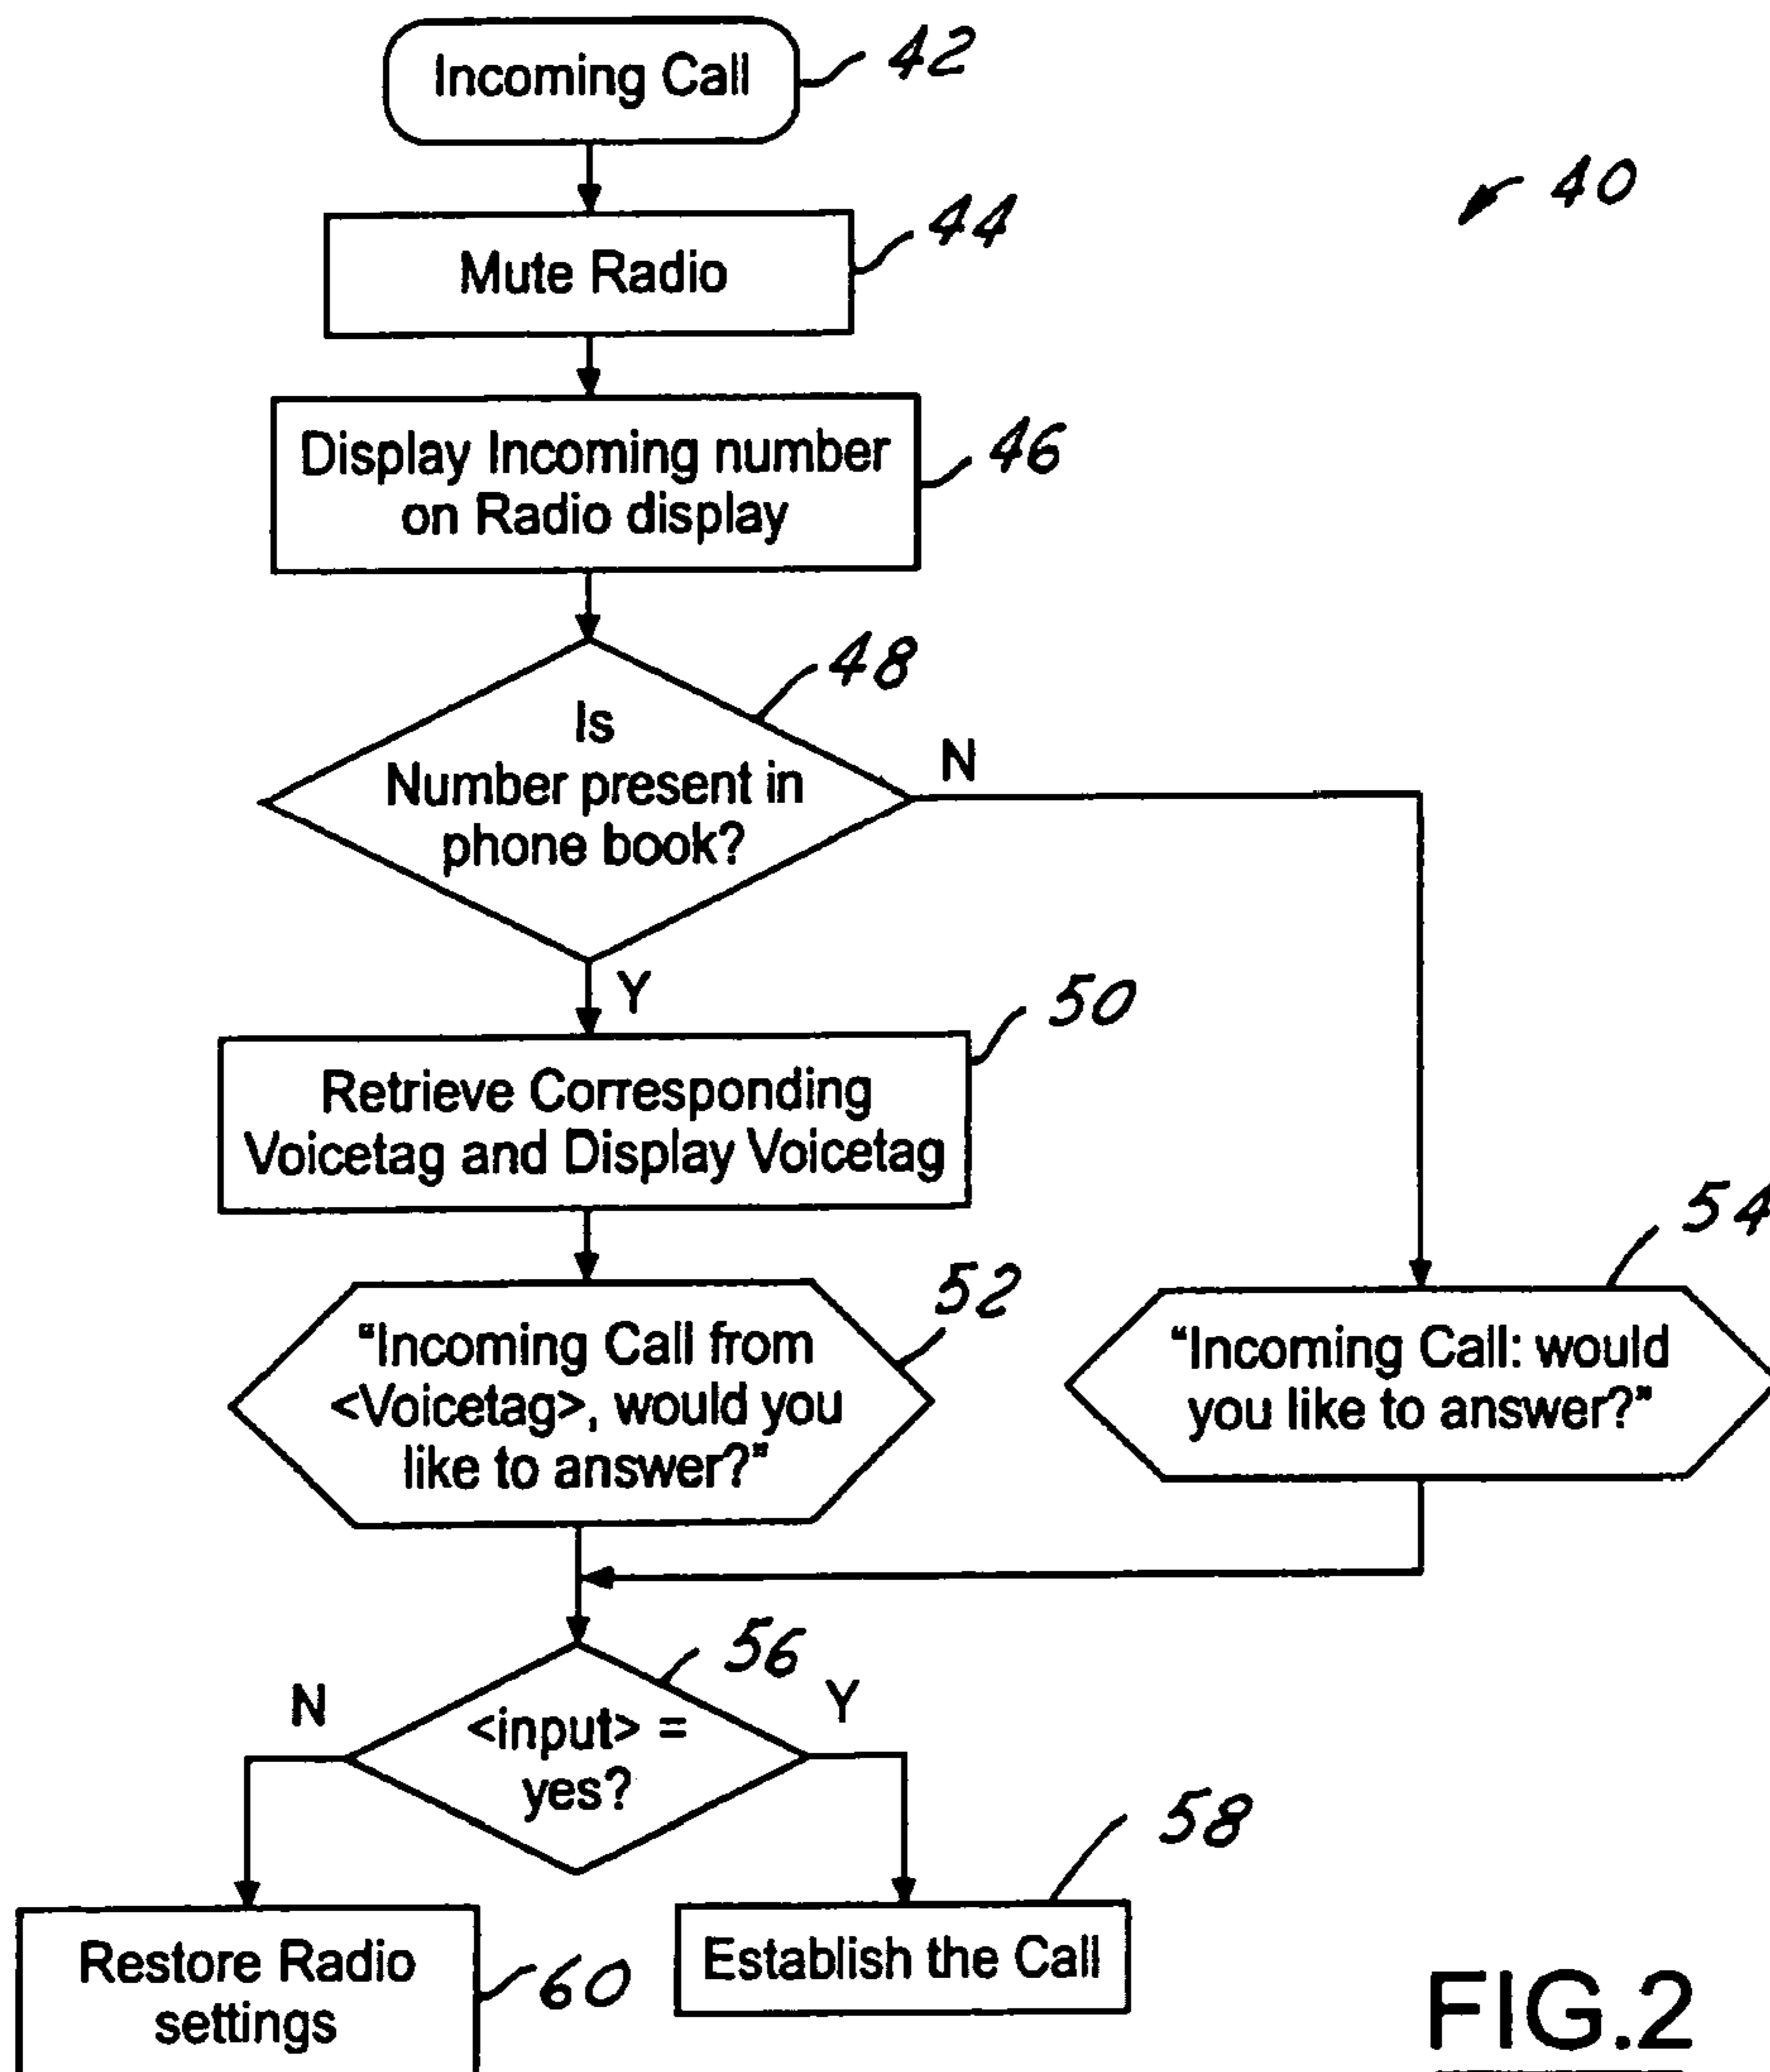 Incoming Call
42
40
Mute Radio
44
Display Incoming number
on Radio display
46
Is
Number present in
phone book?
48
N
Y
Retrieve Corresponding
Voicetag and Display Voicetag
50
"Incoming Call from
<Voicetag>, would you
like to answer?"
52
"Incoming Call: would
you like to answer?"
54
<input> =
yes?
56
N
Y
Establish the Call
58
Restore Radio
settings
60
FIG.2